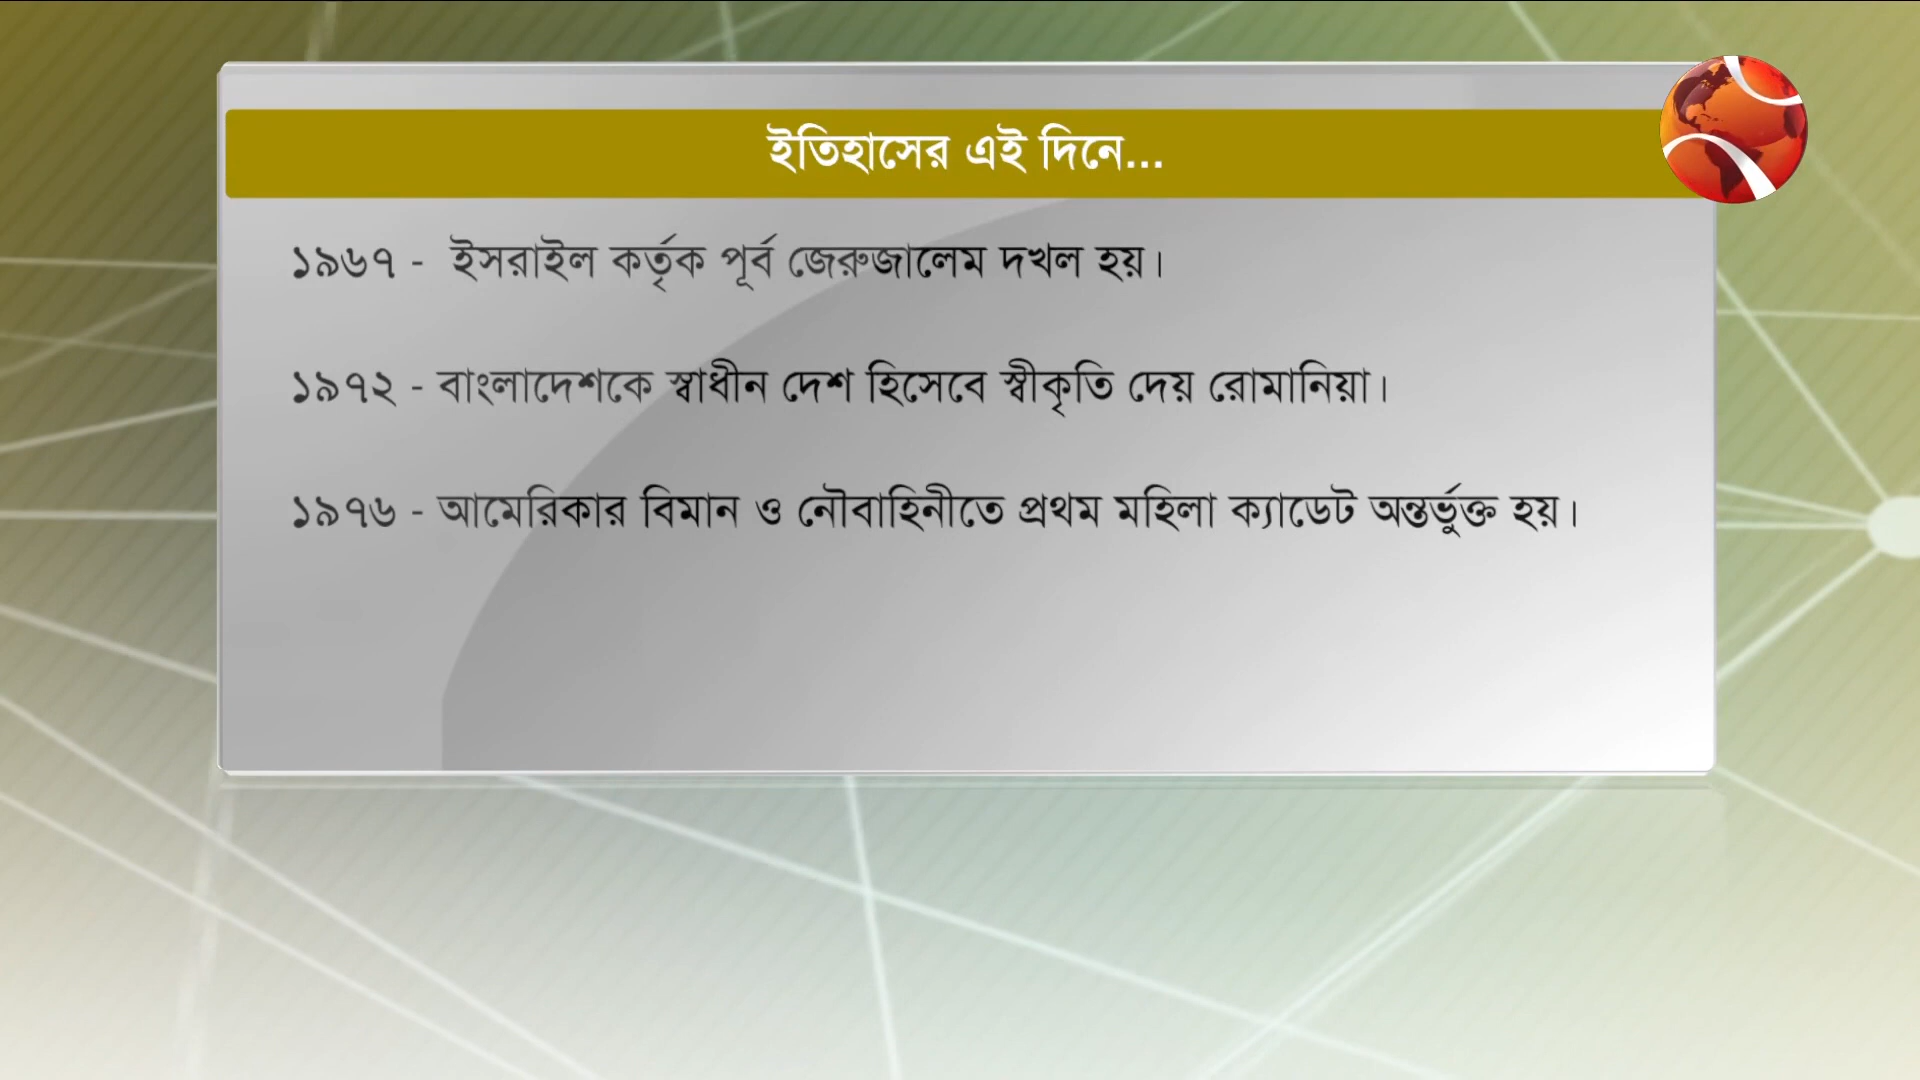 ইতিহাসের এই দিনে...
১৯৬৭ - ইসরাইল কর্তৃক পূর্ব জেরুজালেম দখল হয়।
১৯৭২ - বাংলাদেশকে স্বাধীন দেশ হিসেবে স্বীকৃতি দেয় রোমানিয়া।
১৯৭৬ - আমেরিকার বিমান ও নৌবাহিনীতে প্রথম মহিলা ক্যাডেট অন্তর্ভুক্ত হয়।